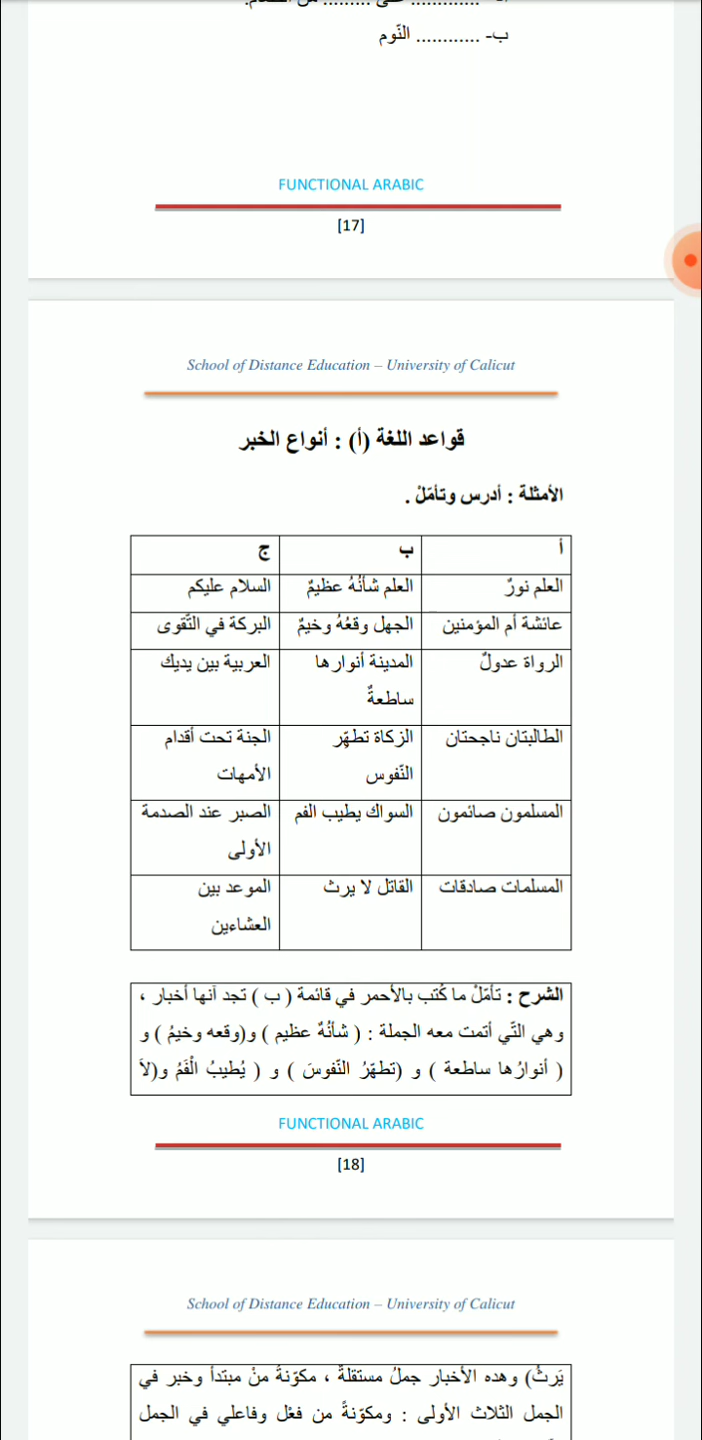 ب- ............ النّوم
FUNCTIONAL ARABIC
[17]
School of Distance Education – University of Calicut
قواعد اللغة (أ) : أنواع الخبر
الأمثلة : أدرس وتأمّلْ .
أ ب ج
العلم نورٌ العلم شأنُهُ عظيمٌ السلام عليكم
عائشة أم المؤمنين الجهل وقعُهُ وخيمٌ البركة في التّقوى
الرواة عدولٌ المدينة أنوارها العربية بين يديك
ساطعةٌ
الطالبتان ناجحتان الزكاة تطهّر الجنة تحت أقدام
النّفوس الأمهات
المسلمون صائمون السواك يطيب الفم الصبر عند الصدمة
الأولى
المسلمات صادقات القاتل لا يرث الموعد بين
العشاءين
الشرح : تأمّلْ ما كُتب بالأحمر في قائمة ( ب ) تجد آنها أخبار ،
وهي التّي أتمت معه الجملة : ( شأنُهُ عظيم ) و(وقعه وخيمُ ) و
( أنوارُها ساطعة ) و (تطهّرُ النّفوسَ ) و ( يُطيبُ الْفَمُ و(لاَ
FUNCTIONAL ARABIC
[18]
School of Distance Education – University of Calicut
يَرثُ) وهده الأخبار جملُ مستقلةٌ ، مكوّنةً منْ مبتدأ وخبر في
الجمل الثلاث الأولى : ومكوّنةً من فعْل وفاعلي في الجمل